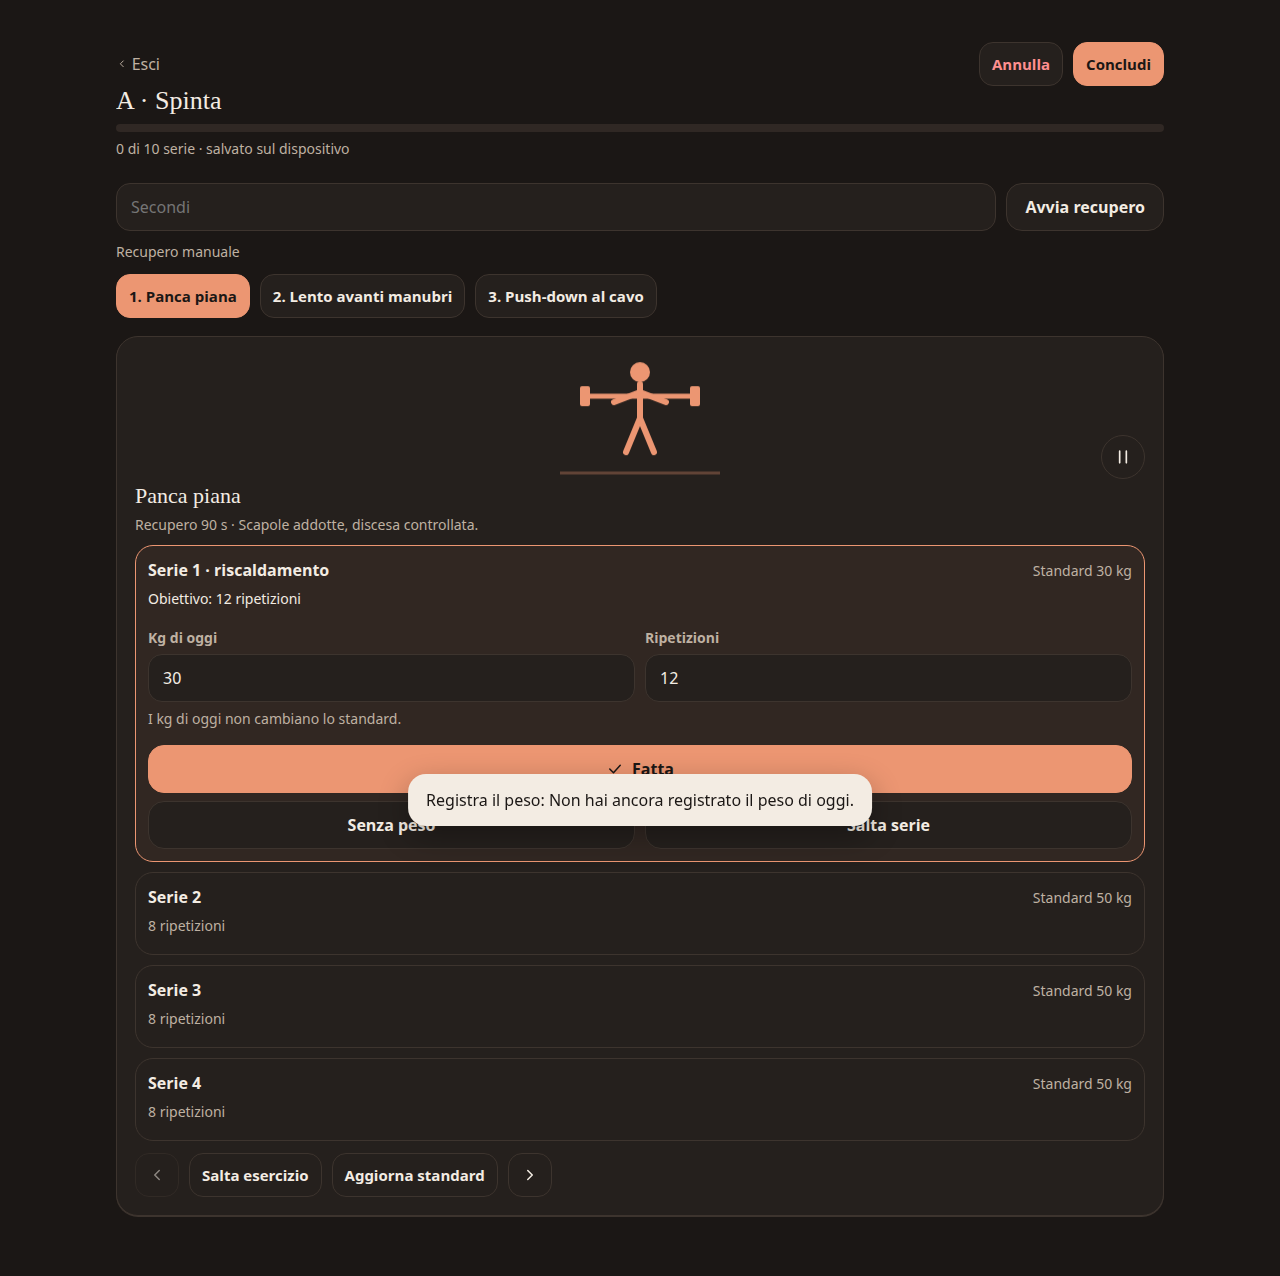 Esci
Annulla
Concludi
A · Spinta
0 di 10 serie · salvato sul dispositivo
Secondi
Avvia recupero
Recupero manuale
1. Panca piana
2. Lento avanti manubri
3. Push-down al cavo
Panca piana
Recupero 90 s · Scapole addotte, discesa controllata.
Serie 1 · riscaldamento
Standard 30 kg
Obiettivo: 12 ripetizioni
Kg di oggi
Ripetizioni
30
12
I kg di oggi non cambiano lo standard.
Fatta
Registra il peso: Non hai ancora registrato il peso di oggi.
Senza peso
Salta serie
Serie 2
Standard 50 kg
8 ripetizioni
Serie 3
Standard 50 kg
8 ripetizioni
Serie 4
Standard 50 kg
8 ripetizioni
Salta esercizio
Aggiorna standard